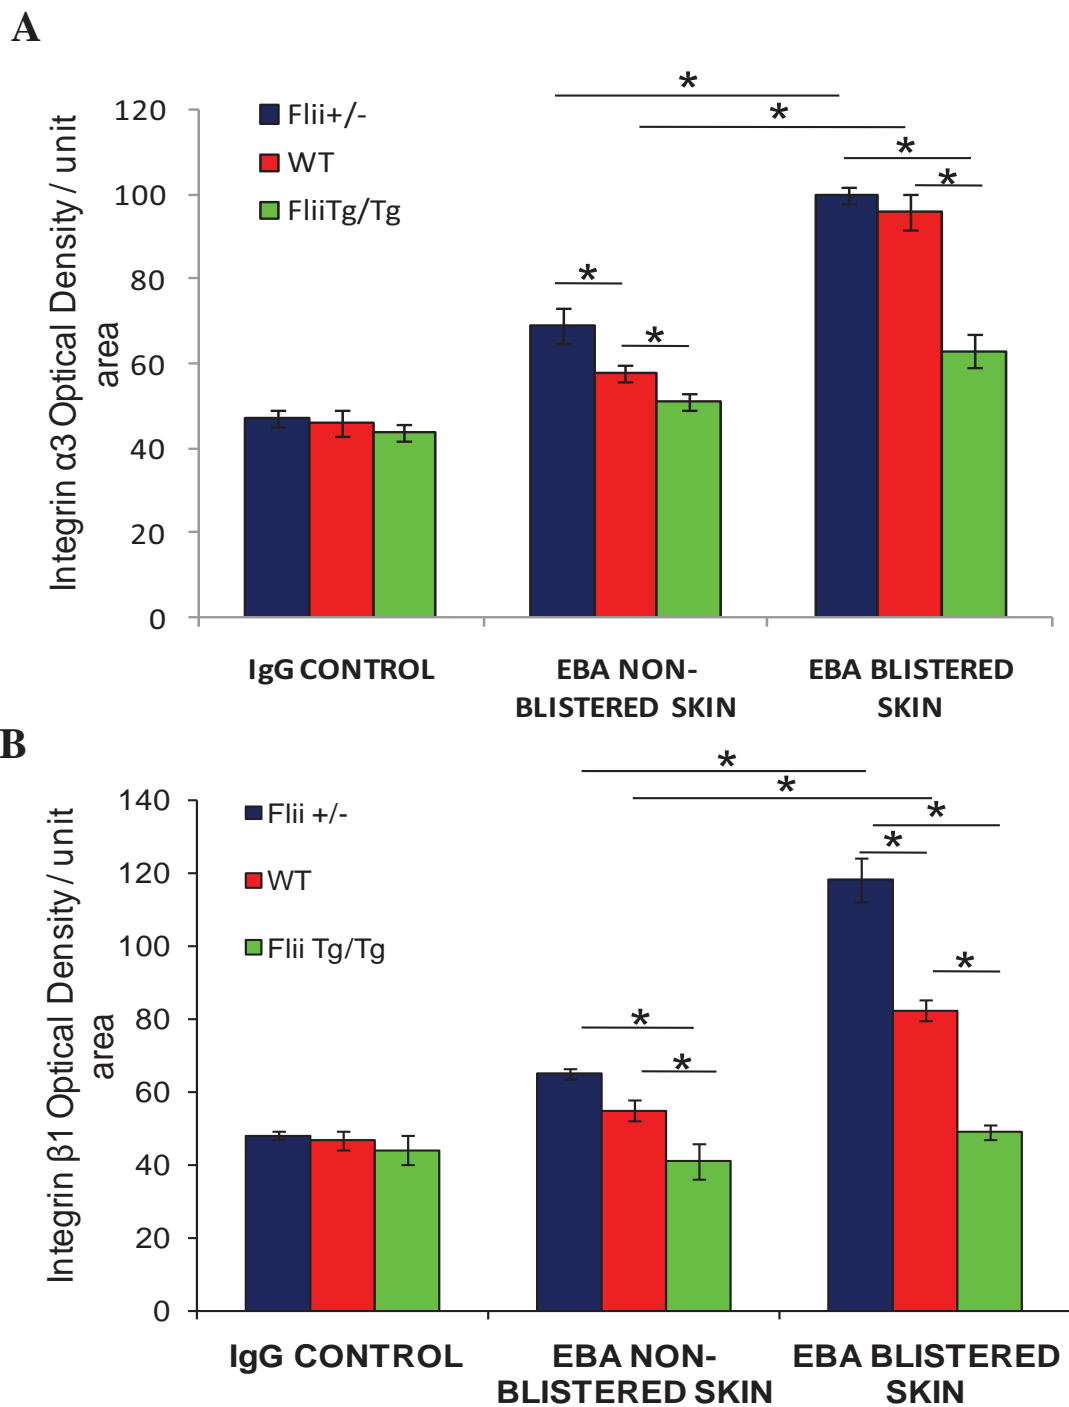 A
Integrin α3 Optical Density / unit
area
120
100
80
60
40
20
0
Flii+/-
WT
FliiTg/Tg
*
*
*
*
*
*
IgG CONTROL
EBA NON-
BLISTERED SKIN
EBA BLISTERED
SKIN
B
Integrin β1 Optical Density / unit
area
140
120
100
80
60
40
20
0
Flii +/-
WT
Flii Tg/Tg
*
*
*
*
*
*
*
IgG CONTROL
EBA NON-
BLISTERED SKIN
EBA BLISTERED
SKIN